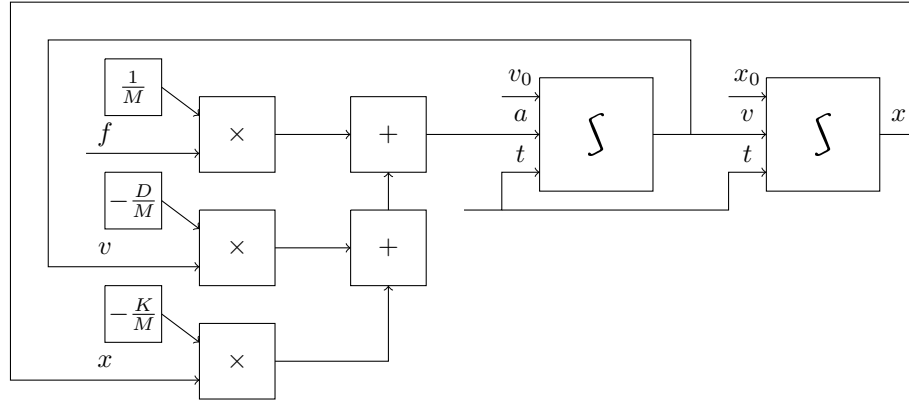 1/M
f
×
+
v₀
a
t
∫
x₀
v
t
∫
x
−D/M
v
×
+
−K/M
x
×